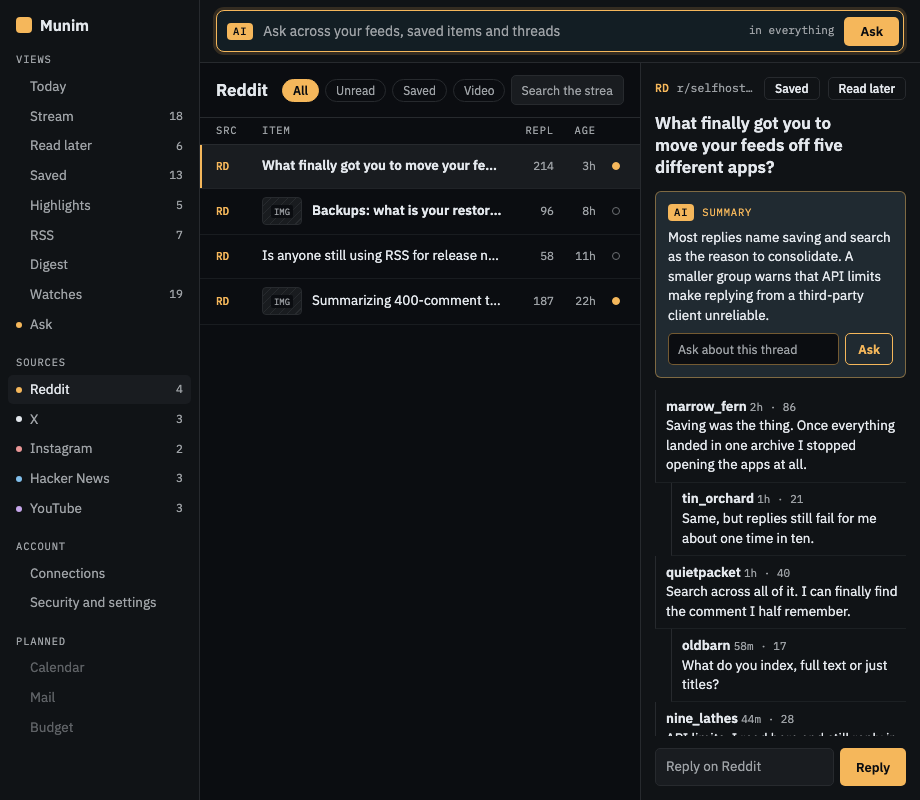 Munim
VIEWS
Today
Stream 18
Read later 6
Saved 13
Highlights 5
RSS 7
Digest
Watches 19
Ask
SOURCES
Reddit 4
X 3
Instagram 2
Hacker News 3
YouTube 3
ACCOUNT
Connections
Security and settings
PLANNED
Calendar
Mail
Budget
AI Ask across your feeds, saved items and threads in everything Ask
Reddit All Unread Saved Video Search the strea
SRC ITEM REPL AGE
RD What finally got you to move your fe... 214 3h
RD IMG Backups: what is your restor... 96 8h
RD Is anyone still using RSS for release n... 58 11h
RD IMG Summarizing 400-comment t... 187 22h
RD r/selfhost… Saved Read later
What finally got you to
move your feeds off five
different apps?
AI SUMMARY
Most replies name saving and search
as the reason to consolidate. A
smaller group warns that API limits
make replying from a third-party
client unreliable.
Ask about this thread Ask
marrow_fern 2h · 86
Saving was the thing. Once everything
landed in one archive I stopped
opening the apps at all.
tin_orchard 1h · 21
Same, but replies still fail for me
about one time in ten.
quietpacket 1h · 40
Search across all of it. I can finally find
the comment I half remember.
oldbarn 58m · 17
What do you index, full text or just
titles?
nine_lathes 44m · 28
Reply on Reddit Reply